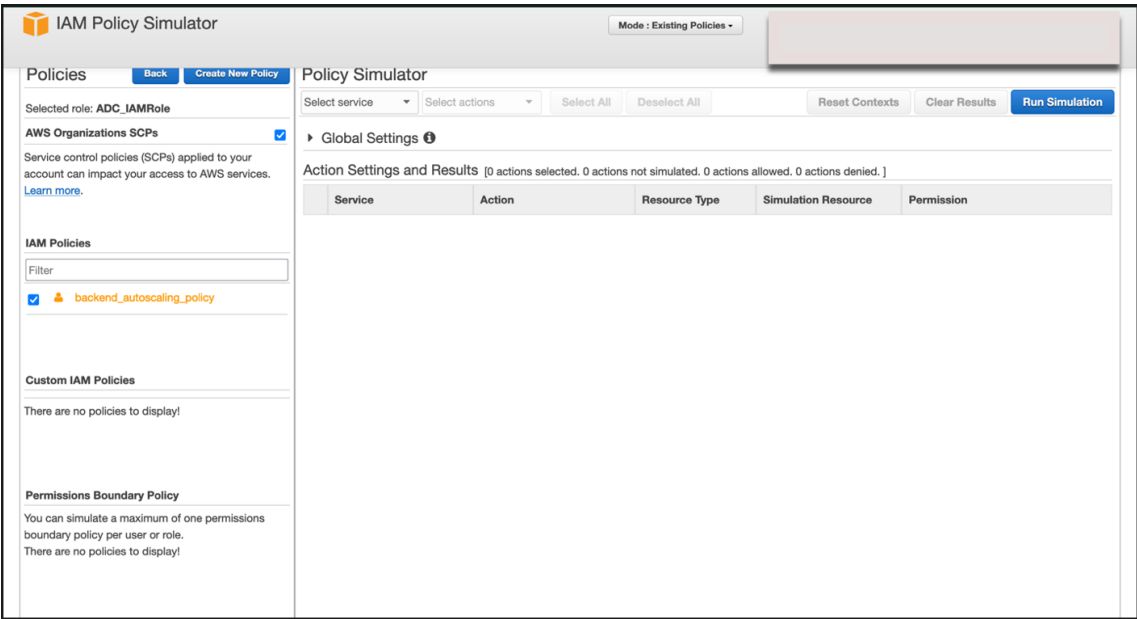 IAM Policy Simulator
Mode : Existing Policies
Policies
Back
Create New Policy
Selected role: ADC_IAMRole
AWS Organizations SCPs
Service control policies (SCPs) applied to your
account can impact your access to AWS services.
Learn more.
IAM Policies
Filter
backend_autoscaling_policy
Custom IAM Policies
There are no policies to display!
Permissions Boundary Policy
You can simulate a maximum of one permissions
boundary policy per user or role.
There are no policies to display!
Policy Simulator
Select service
Select actions
Select All
Deselect All
Reset Contexts
Clear Results
Run Simulation
Global Settings
Action Settings and Results [0 actions selected. 0 actions not simulated. 0 actions allowed. 0 actions denied. ]
Service Action Resource Type Simulation Resource Permission